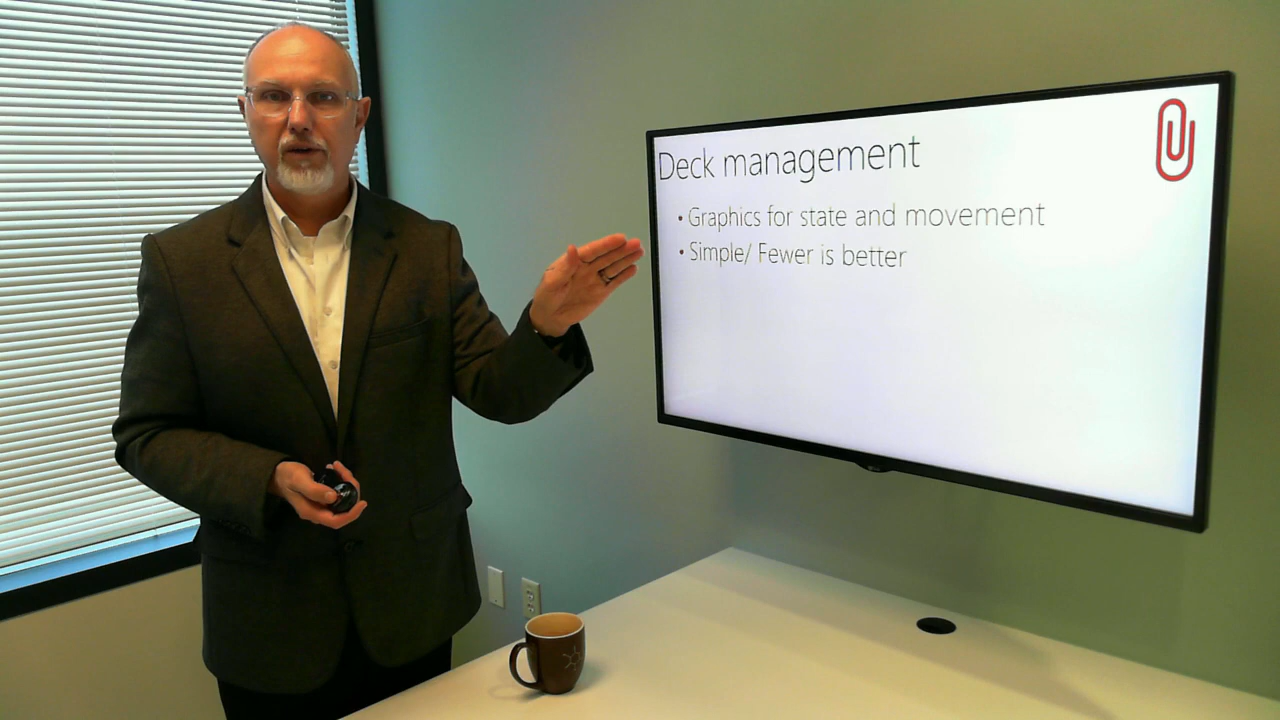 Deck management
• Graphics for state and movement
• Simple/ Fewer is better